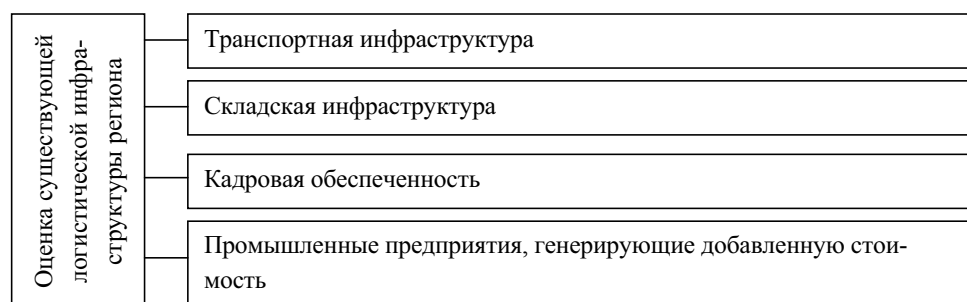 Оценка существующей
логистической инфра-
структуры региона
Транспортная инфраструктура
Складская инфраструктура
Кадровая обеспеченность
Промышленные предприятия, генерирующие добавленную стои-
мость